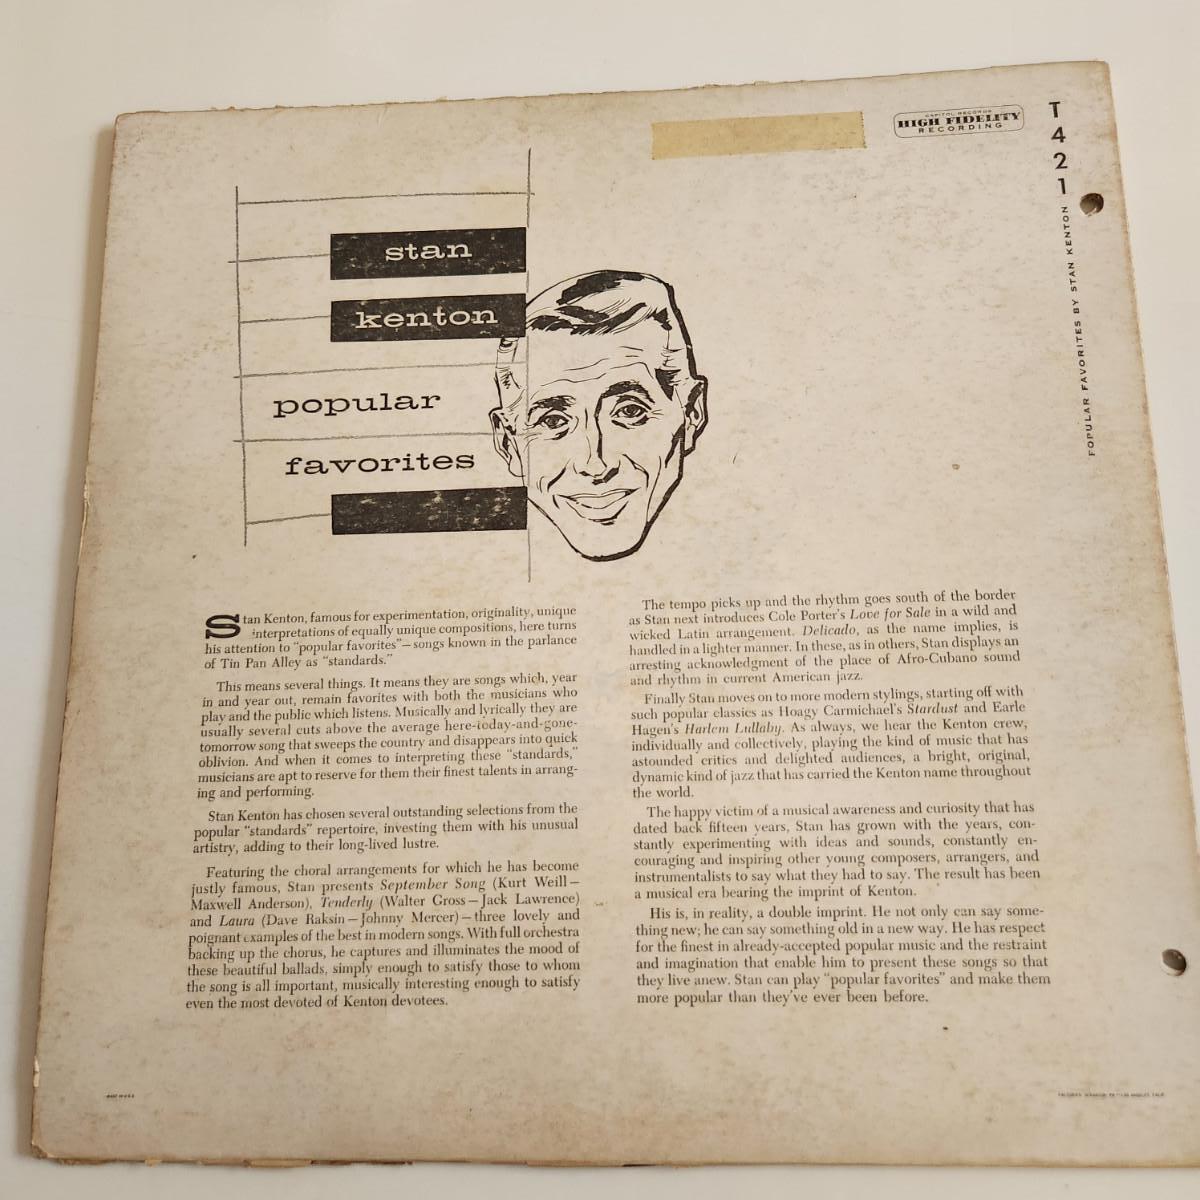 CAPITOL RECORDS
HIGH FIDELITY
RECORDING
T
4
2
1
POPULAR FAVORITES BY STAN KENTON
stan
kenton
popular
favorites
Stan Kenton, famous for experimentation, originality, unique
interpretations of equally unique compositions, here turns
his attention to "popular favorites"—songs known in the parlance
of Tin Pan Alley as "standards."
This means several things. It means they are songs which, year
in and year out, remain favorites with both the musicians who
play and the public which listens. Musically and lyrically they are
usually several cuts above the average here-today-and-gone-
tomorrow song that sweeps the country and disappears into quick
oblivion. And when it comes to interpreting these "standards,"
musicians are apt to reserve for them their finest talents in arrang-
ing and performing.
Stan Kenton has chosen several outstanding selections from the
popular "standards" repertoire, investing them with his unusual
artistry, adding to their long-lived lustre.
Featuring the choral arrangements for which he has become
justly famous, Stan presents September Song (Kurt Weill—
Maxwell Anderson), Tenderly (Walter Gross—Jack Lawrence)
and Laura (Dave Raksin—Johnny Mercer)—three lovely and
poignant examples of the best in modern songs. With full orchestra
backing up the chorus, he captures and illuminates the mood of
these beautiful ballads, simply enough to satisfy those to whom
the song is all important, musically interesting enough to satisfy
even the most devoted of Kenton devotees.
The tempo picks up and the rhythm goes south of the border
as Stan next introduces Cole Porter's Love for Sale in a wild and
wicked Latin arrangement. Delicado, as the name implies, is
handled in a lighter manner. In these, as in others, Stan displays an
arresting acknowledgment of the place of Afro-Cuban sound
and rhythm in current American jazz.
Finally Stan moves on to more modern stylings, starting off with
such popular classics as Hoagy Carmichael's Stardust and Earle
Hagen's Harlem Lullaby. As always, we hear the Kenton crew,
individually and collectively, playing the kind of music that has
astounded critics and delighted audiences, a bright, original,
dynamic kind of jazz that has carried the Kenton name throughout
the world.
The happy victim of a musical awareness and curiosity that has
dated back fifteen years, Stan has grown with the years, con-
stantly experimenting with ideas and sounds, constantly en-
couraging and inspiring other young composers, arrangers, and
instrumentalists to say what they had to say. The result has been
a musical era bearing the imprint of Kenton.
His is, in reality, a double imprint. He not only can say some-
thing new; he can say something old in a new way. He has respect
for the finest in already-accepted popular music and the restraint
and imagination that enable him to present these songs so that
they live anew. Stan can play "popular favorites" and make them
more popular than they've ever been before.
MADE IN U.S.A.